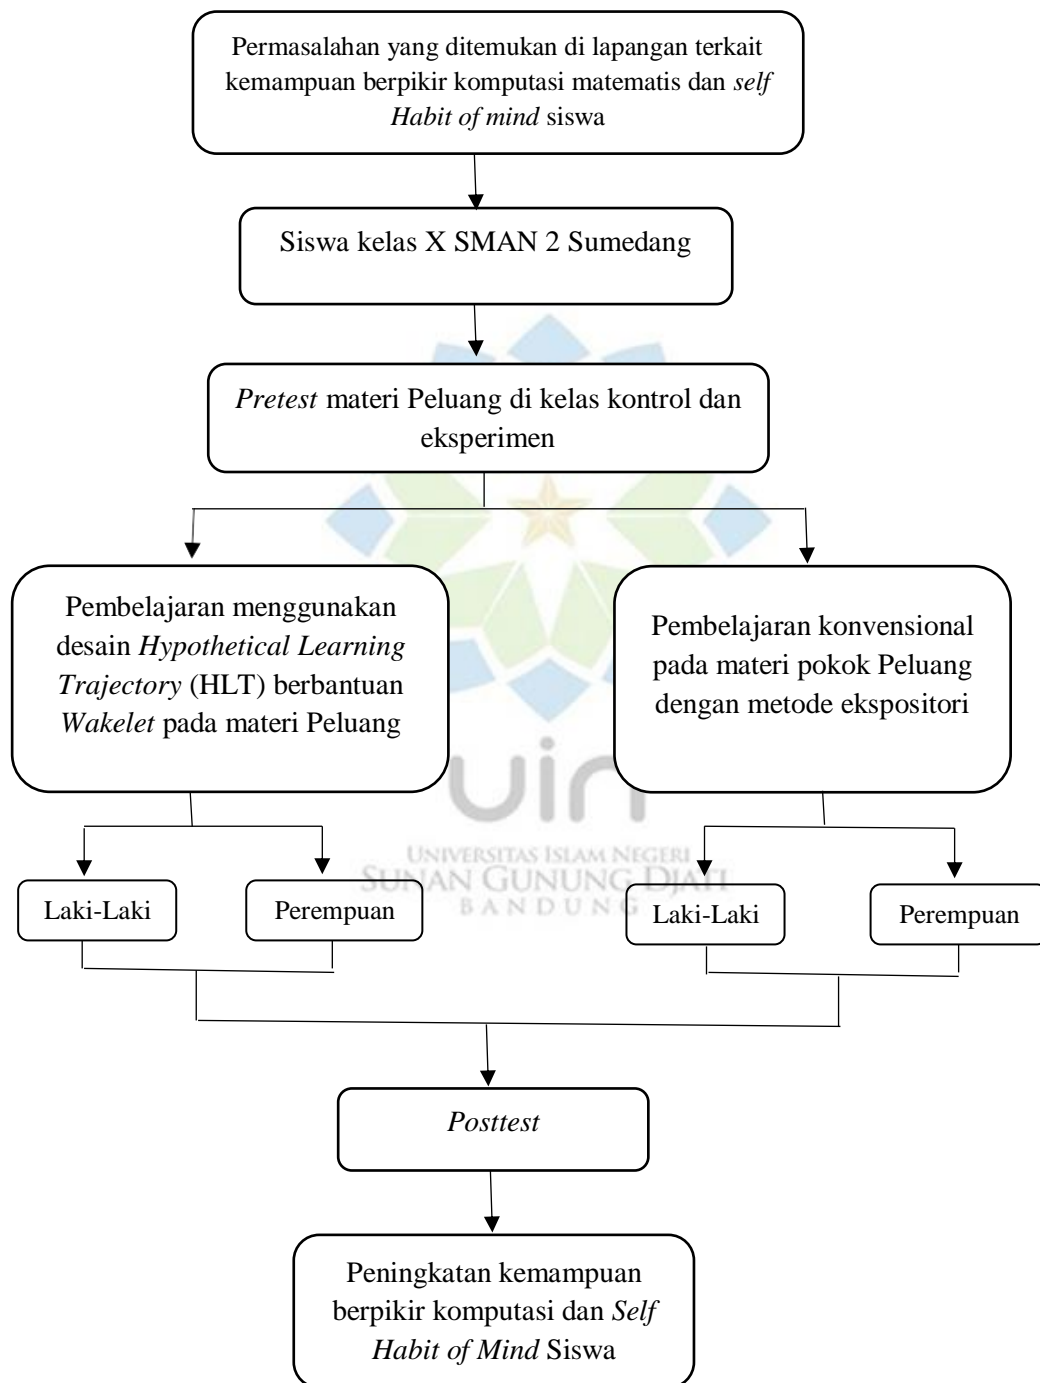 Permasalahan yang ditemukan di lapangan terkait
kemampuan berpikir komputasi matematis dan self
Habit of mind siswa
Siswa kelas X SMAN 2 Sumedang
Pretest materi Peluang di kelas kontrol dan
eksperimen
Pembelajaran menggunakan
desain Hypothetical Learning
Trajectory (HLT) berbantuan
Wakelet pada materi Peluang
Pembelajaran konvensional
pada materi pokok Peluang
dengan metode ekspositori
uin
UNIVERSITAS ISLAM NEGERI
SUNAN GUNUNG DJATI
BANDUNG
Laki-Laki
Perempuan
Laki-Laki
Perempuan
Posttest
Peningkatan kemampuan
berpikir komputasi dan Self
Habit of Mind Siswa